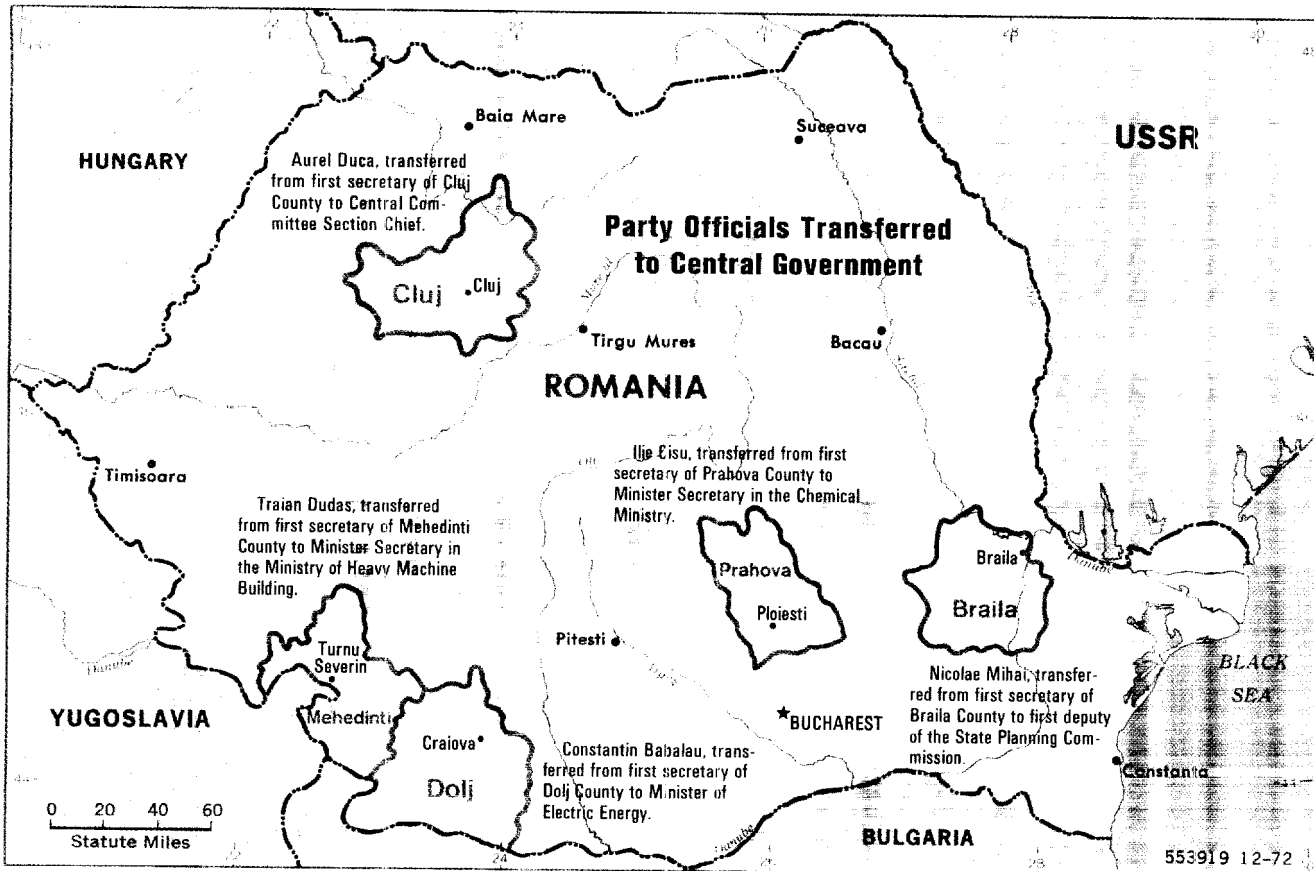 Baia Mare
Suceava
USSR
HUNGARY
Aurel Duca, transferred
from first secretary of Cluj
County to Central Com-
mittee Section Chief.
Party Officials Transferred
to Central Government
Cluj
Cluj
Mures
Tirgu Mures
Bacau
ROMANIA
Timisoara
Olt
Ilie Cisu, transferred from first
secretary of Prahova County to
Minister Secretary in the Chemical
Ministry.
Traian Dudas, transferred
from first secretary of Mehedinti
County to Minister Secretary in
the Ministry of Heavy Machine
Building.
Prahova
Ploiesti
Braila
Braila
Danube
Pitesti
Turnu
Severin
Danube
Mehedinti
YUGOSLAVIA
BLACK
SEA
Nicolae Mihai, transfer-
red from first secretary of
Braila County to first deputy
of the State Planning Com-
mission.
BUCHAREST
Craiova
Dolj
Constantin Babalau, trans-
ferred from first secretary of
Dolj County to Minister of
Electric Energy.
Constanta
0 20 40 60
Statute Miles
Danube
BULGARIA
24
553919 12-72